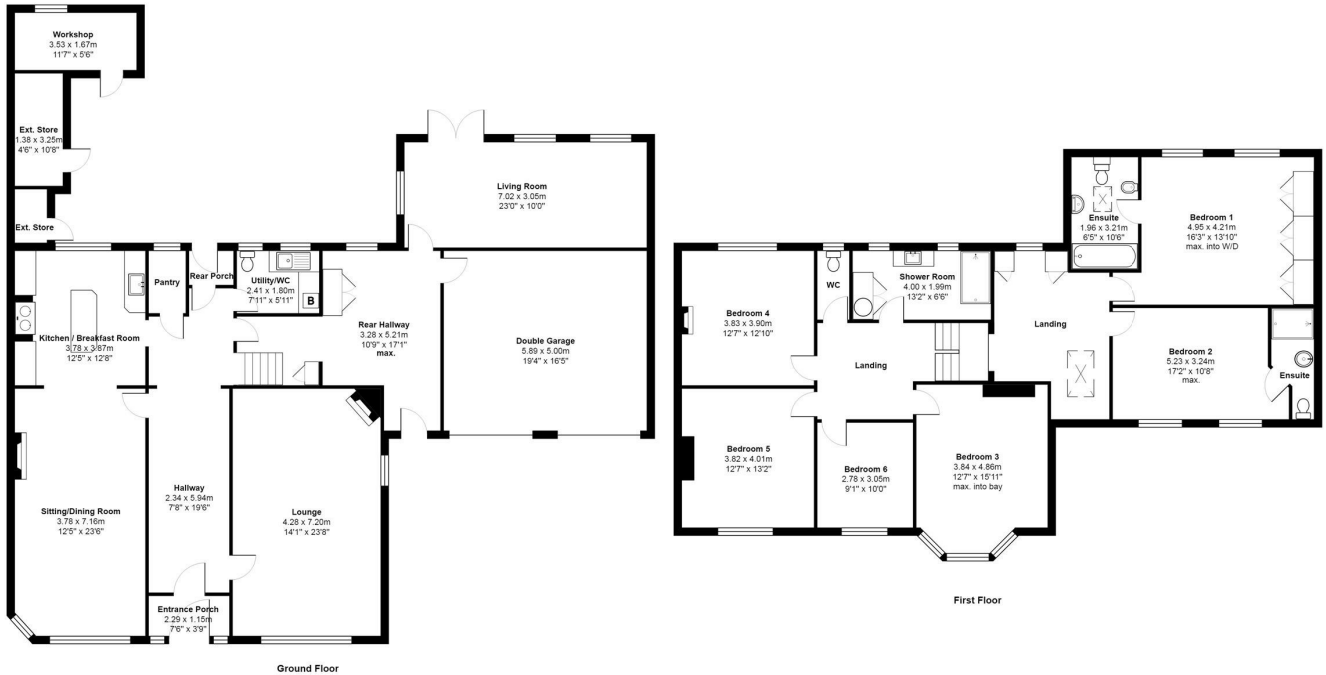 Workshop
3.53 x 1.67m
11'7" x 5'6"
Ext. Store
1.38 x 3.25m
4'6" x 10'8"
Ext. Store
Living Room
7.02 x 3.05m
23'0" x 10'0"
Pantry
Rear Porch
Utility/WC
2.41 x 1.80m
7'11" x 5'11"
B
Kitchen / Breakfast Room
3.78 x 3.87m
12'5" x 12'8"
Rear Hallway
3.28 x 5.21m
10'9" x 17'1"
max.
Double Garage
5.89 x 5.00m
19'4" x 16'5"
Sitting/Dining Room
3.78 x 7.16m
12'5" x 23'6"
Hallway
2.34 x 5.94m
7'8" x 19'6"
Lounge
4.28 x 7.20m
14'1" x 23'8"
Entrance Porch
2.29 x 1.15m
7'6" x 3'9"
Ground Floor
Ensuite
1.96 x 3.21m
6'5" x 10'6"
Bedroom 1
4.95 x 4.21m
16'3" x 13'10"
max. into W/D
WC
Shower Room
4.00 x 1.99m
13'2" x 6'6"
Bedroom 4
3.83 x 3.90m
12'7" x 12'10"
Landing
Landing
Bedroom 2
5.23 x 3.24m
17'2" x 10'8"
max.
Ensuite
Bedroom 5
3.82 x 4.01m
12'7" x 13'2"
Bedroom 6
2.78 x 3.05m
9'1" x 10'0"
Bedroom 3
3.84 x 4.86m
12'7" x 15'11"
max. into bay
First Floor